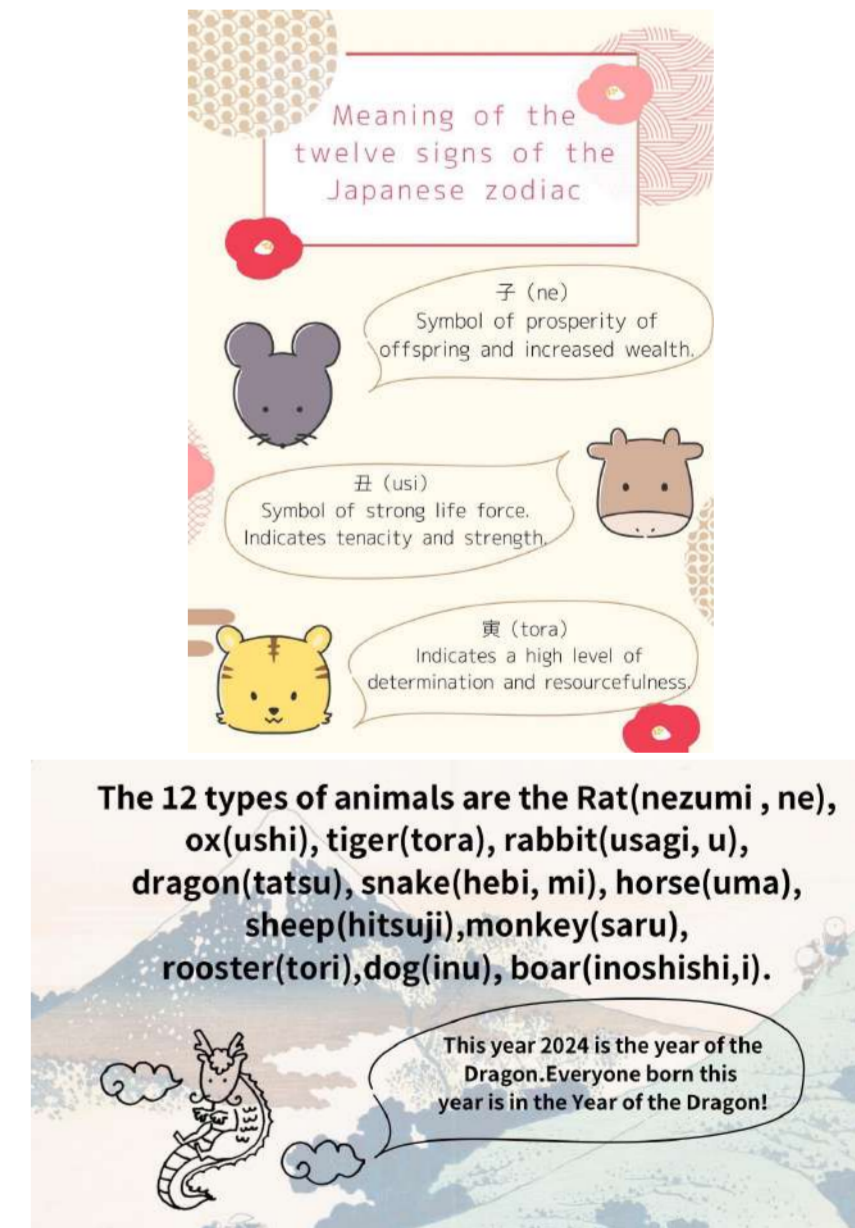 Meaning of the
twelve signs of the
Japanese zodiac
子 (ne)
Symbol of prosperity of
offspring and increased wealth.
丑 (usi)
Symbol of strong life force.
Indicates tenacity and strength.
寅 (tora)
Indicates a high level of
determination and resourcefulness.
The 12 types of animals are the Rat(nezumi , ne),
ox(ushi), tiger(tora), rabbit(usagi, u),
dragon(tatsu), snake(hebi, mi), horse(uma),
sheep(hitsuji),monkey(saru),
rooster(tori),dog(inu), boar(inoshishi,i).
This year 2024 is the year of the
Dragon.Everyone born this
year is in the Year of the Dragon!